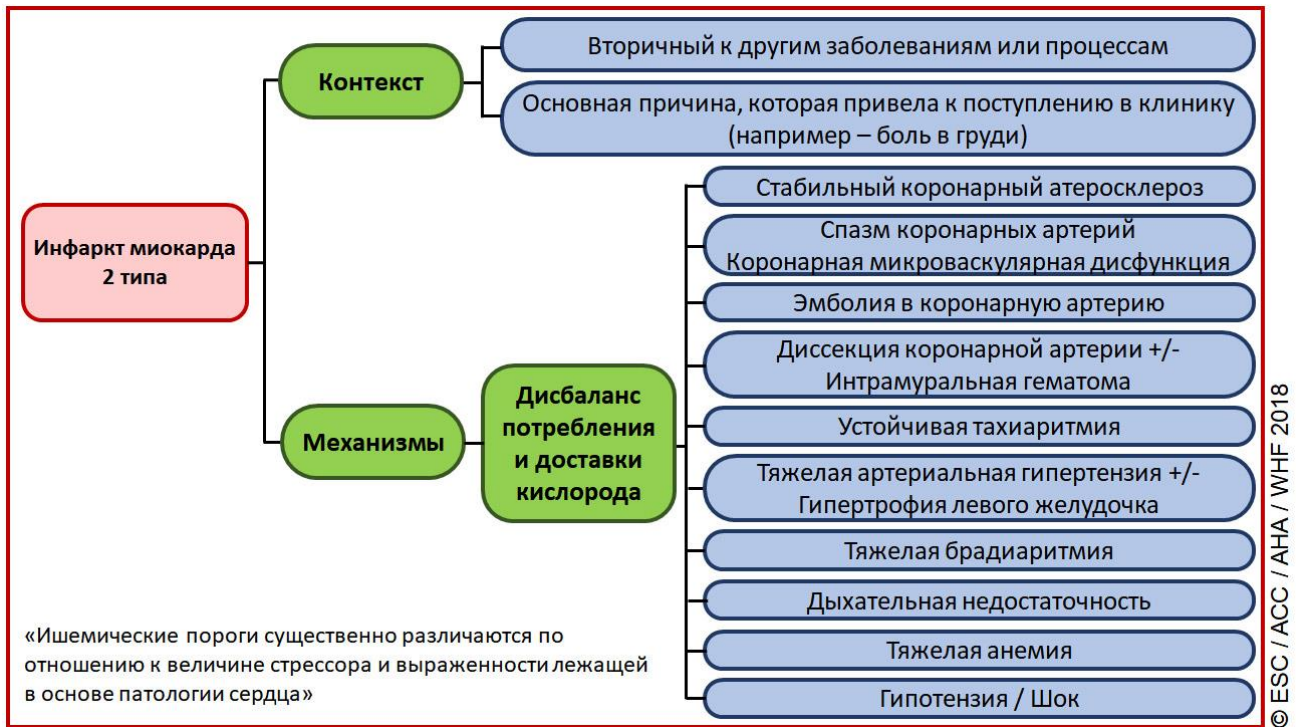 Инфаркт миокарда
2 типа
Контекст
Вторичный к другим заболеваниям или процессам
Основная причина, которая привела к поступлению в клинику
(например – боль в груди)
Механизмы
Дисбаланс
потребления
и доставки
кислорода
Стабильный коронарный атеросклероз
Спазм коронарных артерий
Коронарная микроваскулярная дисфункция
Эмболия в коронарную артерию
Диссекция коронарной артерии +/-
Интрамуральная гематома
Устойчивая тахиаритмия
Тяжелая артериальная гипертензия +/-
Гипертрофия левого желудочка
Тяжелая брадиаритмия
Дыхательная недостаточность
Тяжелая анемия
Гипотензия / Шок
«Ишемические пороги существенно различаются по
отношению к величине стрессора и выраженности лежащей
в основе патологии сердца»
© ESC / ACC / AHA / WHF 2018